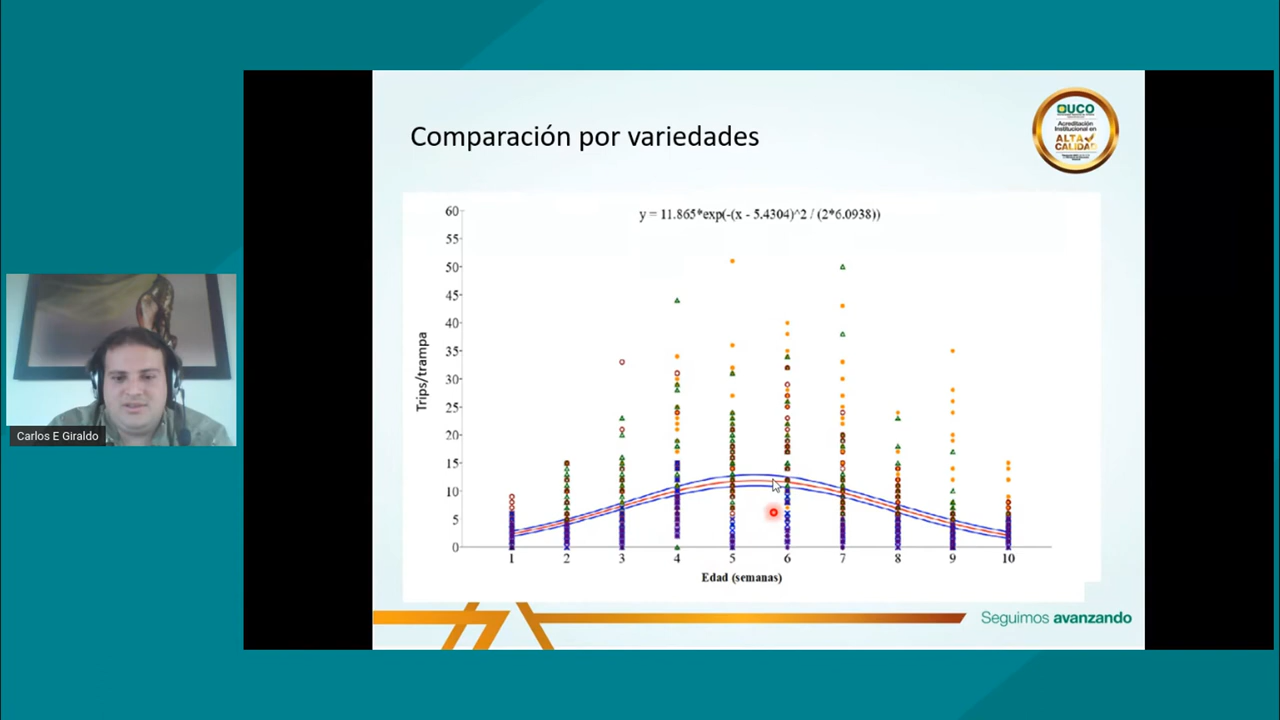 Comparación por variedades
UCO
Acreditación
Institucional en
ALTA
CALIDAD
y = 11.865*exp(-(x - 5.4304)^2 / (2*6.0938))
60
55
50
45
40
35
30
25
20
15
10
5
0
Trips/trampa
1 2 3 4 5 6 7 8 9 10
Edad (semanas)
Carlos E Giraldo
Seguimos avanzando